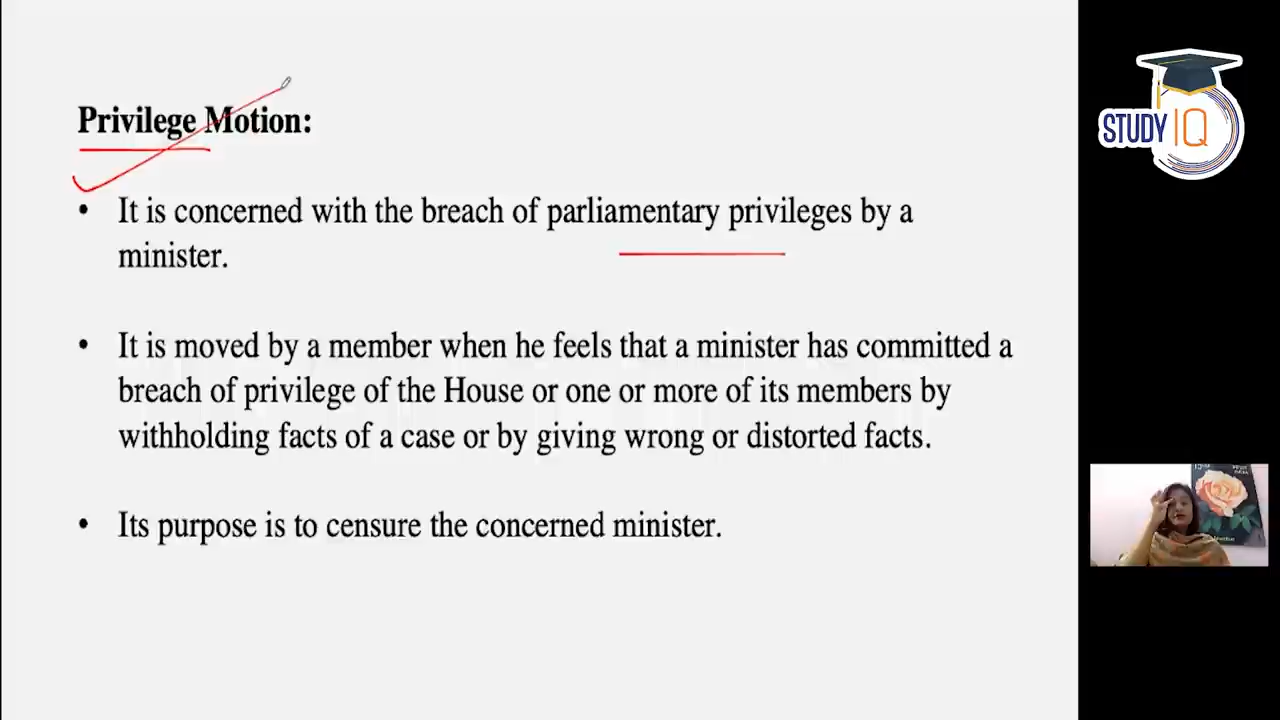 Privilege Motion:
• It is concerned with the breach of parliamentary privileges by a
minister.
• It is moved by a member when he feels that a minister has committed a
breach of privilege of the House or one or more of its members by
withholding facts of a case or by giving wrong or distorted facts.
• Its purpose is to censure the concerned minister.
STUDY IQ